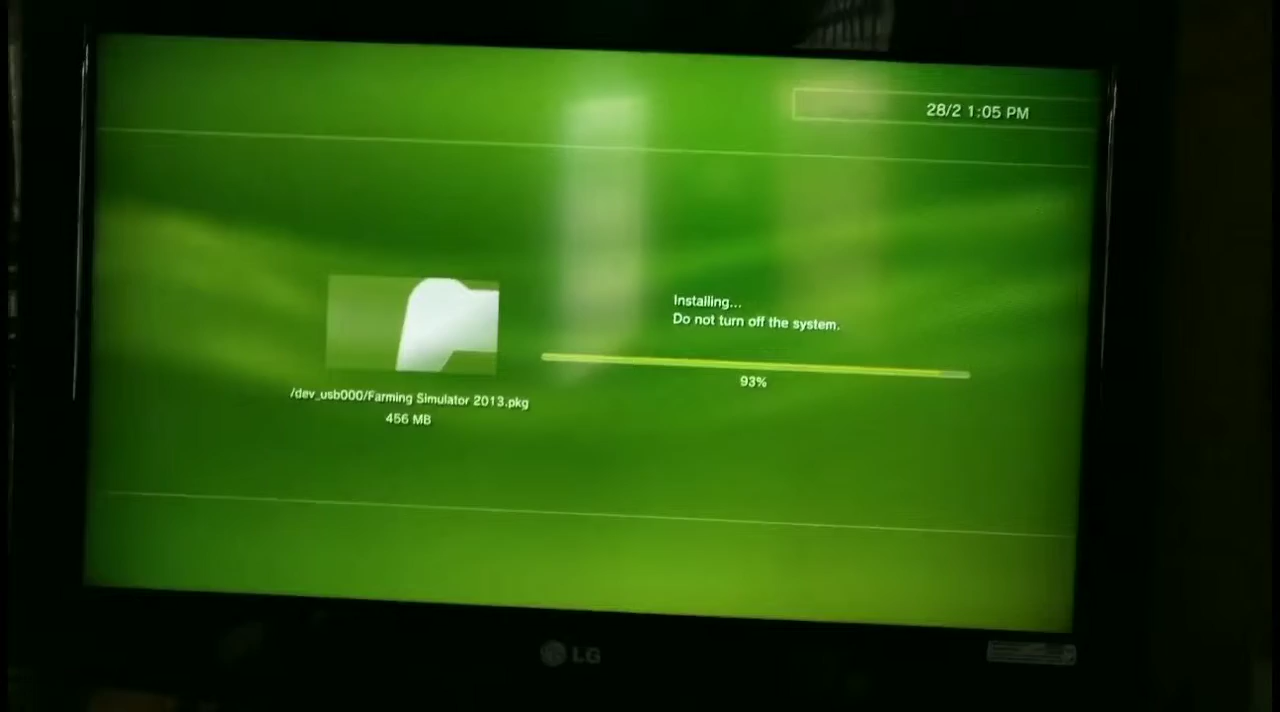 28/2 1:05 PM
Installing...
Do not turn off the system.
93%
/dev_usb000/Farming Simulator 2013.pkg
456 MB
LG